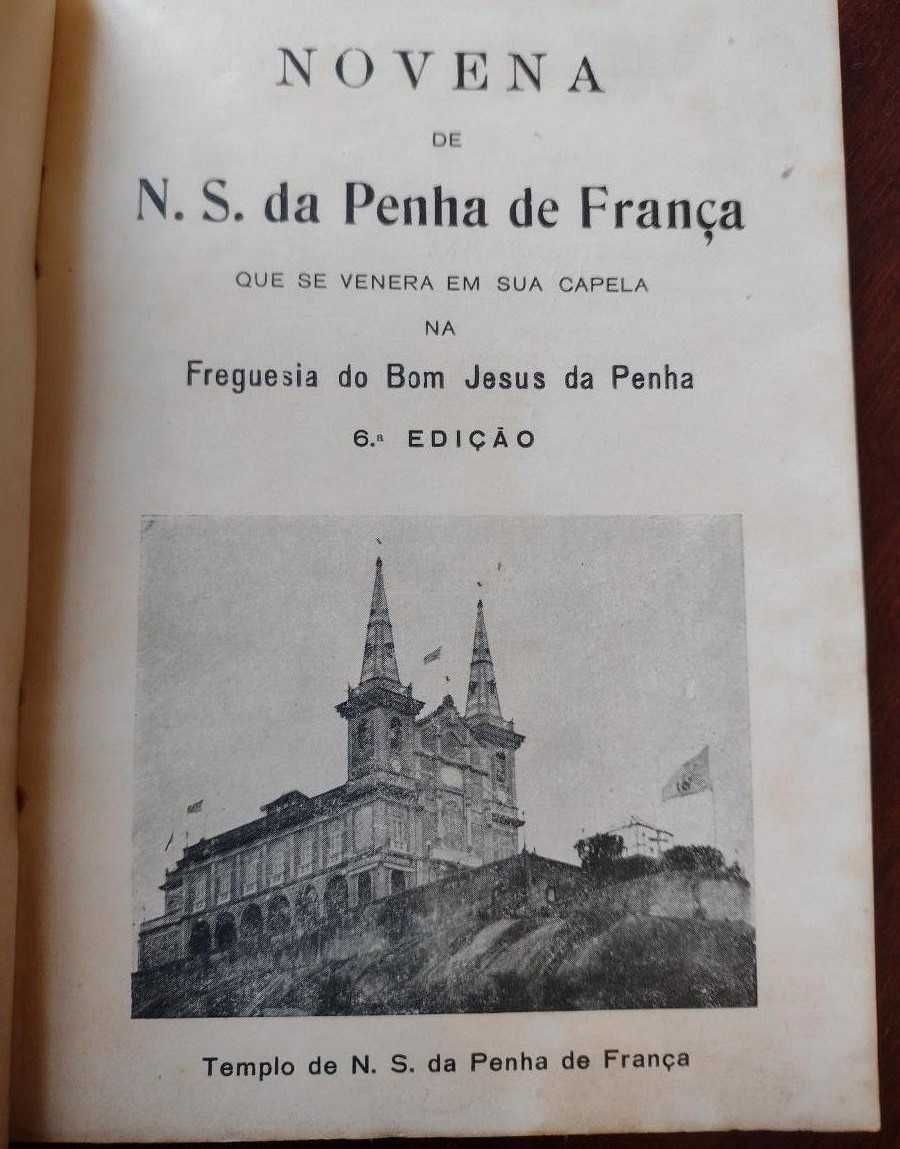 NOVENA
DE
N. S. da Penha de França
QUE SE VENERA EM SUA CAPELA
NA
Freguesia do Bom Jesus da Penha
6.ª EDIÇÃO
Templo de N. S. da Penha de França